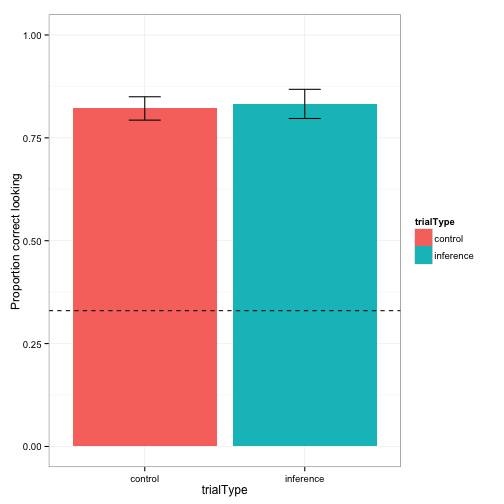 1.00
0.75
0.50
0.25
0.00
Proportion correct looking
control
inference
trialType
trialType
control
inference